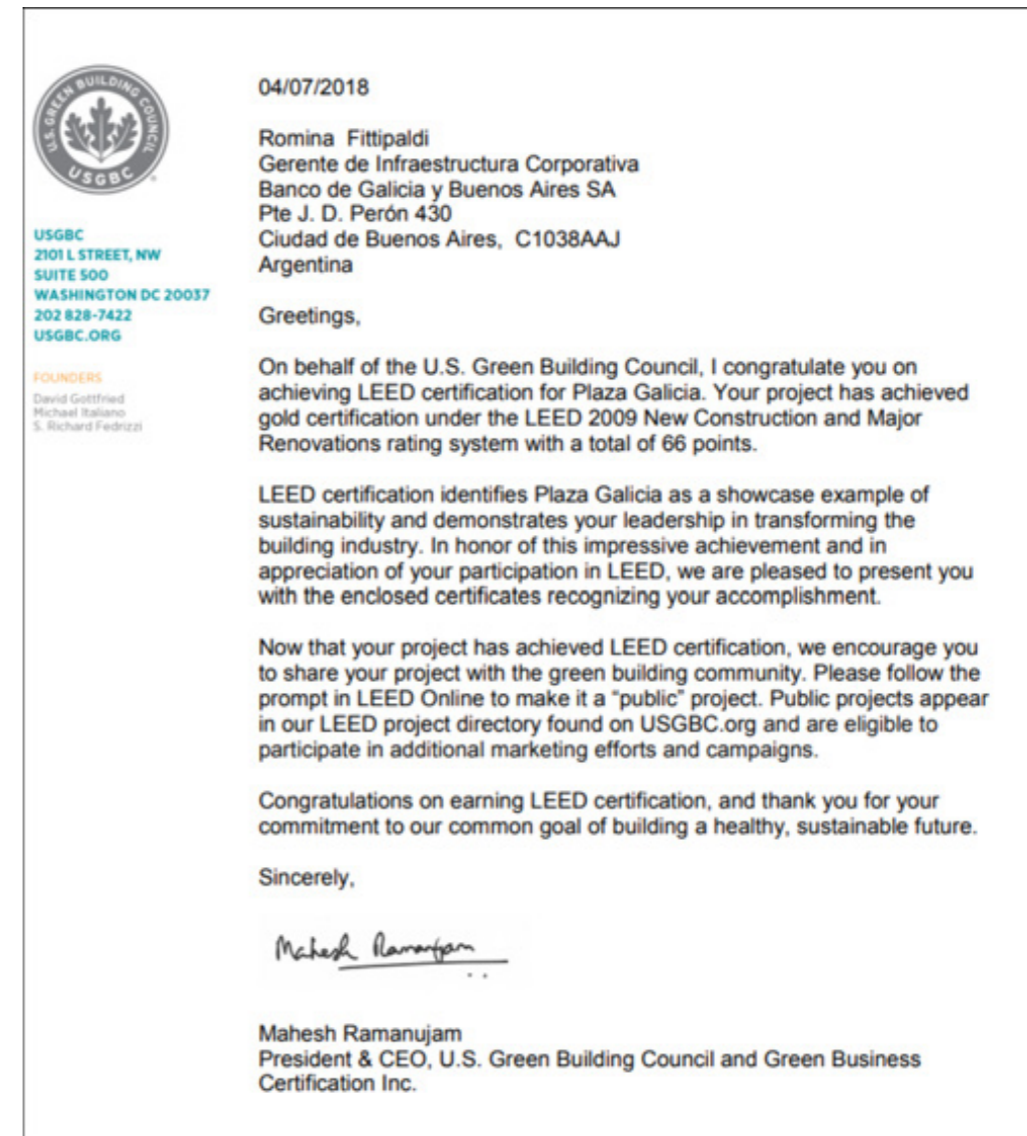 U.S. GREEN BUILDING COUNCIL
USGBC
USGBC
2101 L STREET, NW
SUITE 500
WASHINGTON DC 20037
202 828-7422
USGBC.ORG
FOUNDERS
David Gottfried
Michael Italiano
S. Richard Fedrizzi
04/07/2018
Romina Fittipaldi
Gerente de Infraestructura Corporativa
Banco de Galicia y Buenos Aires SA
Pte J. D. Perón 430
Ciudad de Buenos Aires, C1038AAJ
Argentina
Greetings,
On behalf of the U.S. Green Building Council, I congratulate you on
achieving LEED certification for Plaza Galicia. Your project has achieved
gold certification under the LEED 2009 New Construction and Major
Renovations rating system with a total of 66 points.
LEED certification identifies Plaza Galicia as a showcase example of
sustainability and demonstrates your leadership in transforming the
building industry. In honor of this impressive achievement and in
appreciation of your participation in LEED, we are pleased to present you
with the enclosed certificates recognizing your accomplishment.
Now that your project has achieved LEED certification, we encourage you
to share your project with the green building community. Please follow the
prompt in LEED Online to make it a “public” project. Public projects appear
in our LEED project directory found on USGBC.org and are eligible to
participate in additional marketing efforts and campaigns.
Congratulations on earning LEED certification, and thank you for your
commitment to our common goal of building a healthy, sustainable future.
Sincerely,
Mahesh Ramanujam
Mahesh Ramanujam
President & CEO, U.S. Green Building Council and Green Business
Certification Inc.